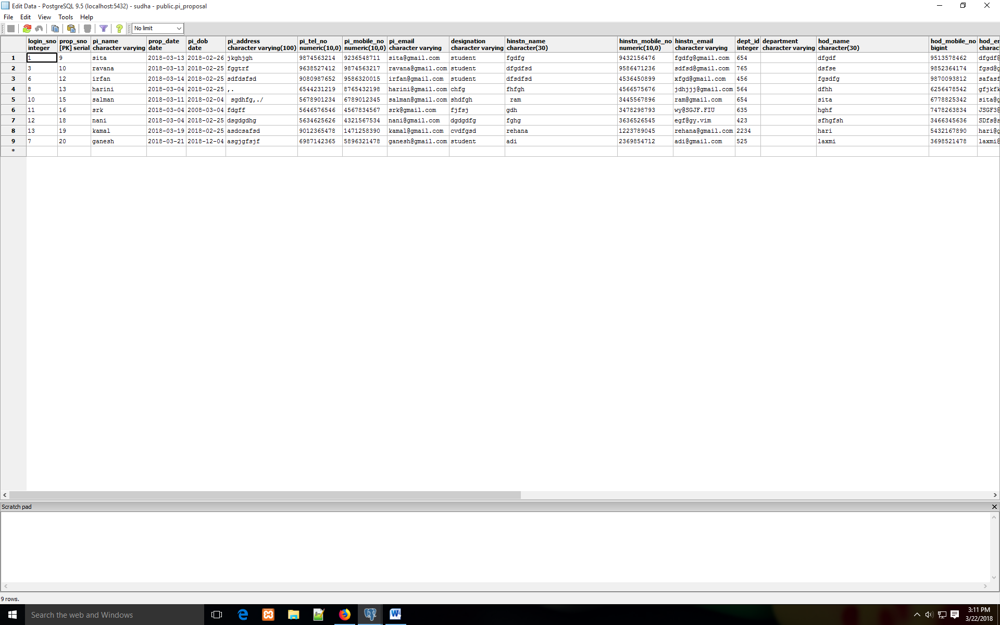 Edit Data - PostgreSQL 9.5 (localhost:5432) - sudha - public.pi_proposal
File Edit View Tools Help
No limit
login_sno prop_sno pi_name prop_date pi_dob pi_address pi_tel_no pi_mobile_no pi_email designation hinstn_name hinstn_mobile_no hinstn_email dept_id department hod_name hod_mobile_no hod_en
integer [PK] serial character varying date date character varying(100) numeric(10,0) numeric(10,0) character varying character varying character(30) numeric(10,0) character varying integer character varying character(30) bigint charac
1 1 9 sita 2018-03-13 2018-02-26 jkghjgh 9874563214 9236548711 sita@gmail.com student fgdfg 9432156476 fgdfg@gmail.com 654 dfgdf 9513578462 dfgdf@
2 3 10 ravana 2018-03-13 2018-02-25 fggtrf 9638527412 9874563217 ravana@gmail.com student dfgdfsd 9586471236 sdfsd@gmail.com 765 dsfse 9852364174 fgsd@g
3 6 12 irfan 2018-03-14 2018-02-25 sdfdsfsd 9080987652 9586320015 irfan@gmail.com student dfsdfsd 4536450899 xfgd@gmail.com 456 fgsdfg 9870093812 safasf
4 8 13 harini 2018-03-04 2018-02-25 ,. 6544231219 8765432198 harini@gmail.com chfg fhfgh 4566575676 jdhjjj@gmail.com 564 dfhh 6256478542 gfjkfk
5 10 15 salman 2018-03-11 2018-02-04 sgdhfg,./ 5678901234 6789012345 salman@gmail.com shdfgh ram 3445567896 ram@gmail.com 654 sita 6778825342 sita@g
6 11 16 srk 2018-03-04 2008-03-04 fdgff 5646576546 4567834567 srk@gmail.com fjfsj gdh 3478298793 wy@SGJF.FIU 635 hghf 7478263834 JSGF3@
7 12 18 nani 2018-03-04 2018-02-25 dsgdgdhg 5634625626 4321567534 nani@gmail.com dgdgdfg fghg 3636526545 egf@gy.vim 423 sfhgfsh 3466345636 SDfs@s
8 13 19 kamal 2018-03-19 2018-02-25 asdcsafsd 9012365478 1471258390 kamal@gmail.com cvdfgsd rehana 1223789045 rehana@gmail.com 2234 hari 5432167890 hari@g
9 7 20 ganesh 2018-03-21 2018-12-04 asgjgfsjf 6987142365 5896321478 ganesh@gmail.com student adi 2369854712 adi@gmail.com 525 laxmi 3698521478 laxmi@
*
Scratch pad
9 rows.
Search the web and Windows
3:11 PM
3/22/2018